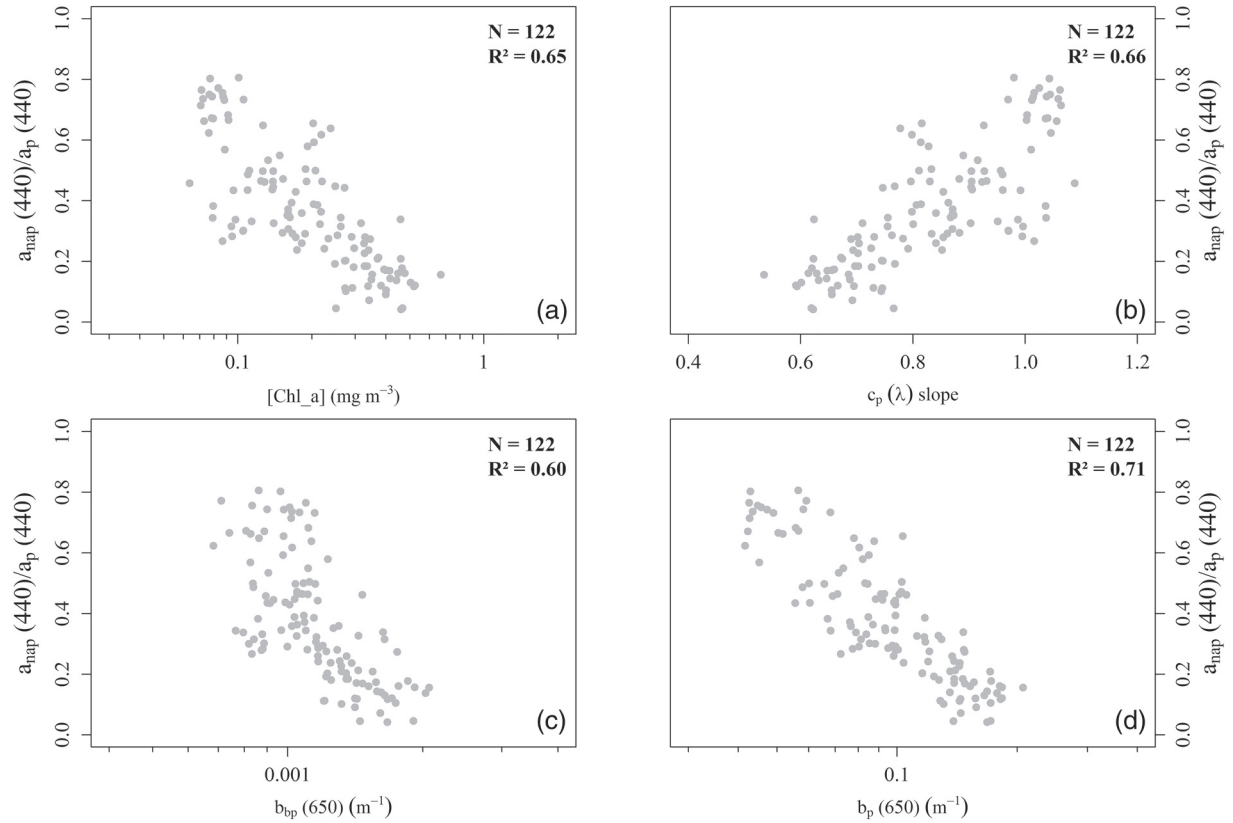 N = 122
R² = 0.65
1.0
0.8
0.6
0.4
0.2
0.0
aₙₐₚ (440)/aₚ (440)
(a)
0.1 1
[Chl_a] (mg m⁻³)
N = 122
R² = 0.66
1.0
0.8
0.6
0.4
0.2
0.0
aₙₐₚ (440)/aₚ (440)
(b)
0.4 0.6 0.8 1.0 1.2
cₚ (λ) slope
N = 122
R² = 0.60
1.0
0.8
0.6
0.4
0.2
0.0
aₙₐₚ (440)/aₚ (440)
(c)
0.001
b_bp (650) (m⁻¹)
N = 122
R² = 0.71
1.0
0.8
0.6
0.4
0.2
0.0
aₙₐₚ (440)/aₚ (440)
(d)
0.1
bₚ (650) (m⁻¹)